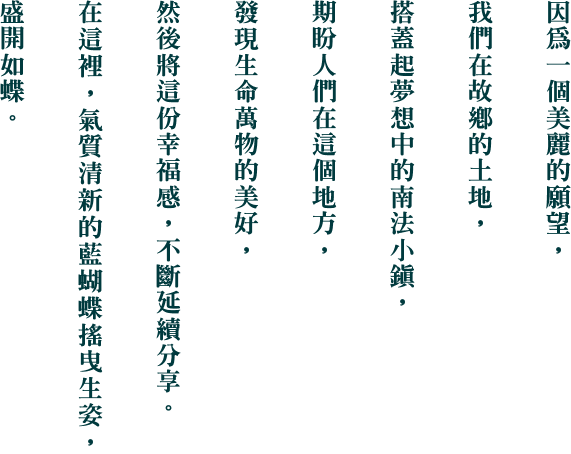 因為一個美麗的願望，
我們在故鄉的土地，
搭蓋起夢想中的南法小鎮，
期盼人們在這個地方，
發現生命萬物的美好，
然後將這份幸福感，不斷延續分享。
在這裡，氣質清新的藍蝴蝶搖曳生姿，
盛開如蝶。